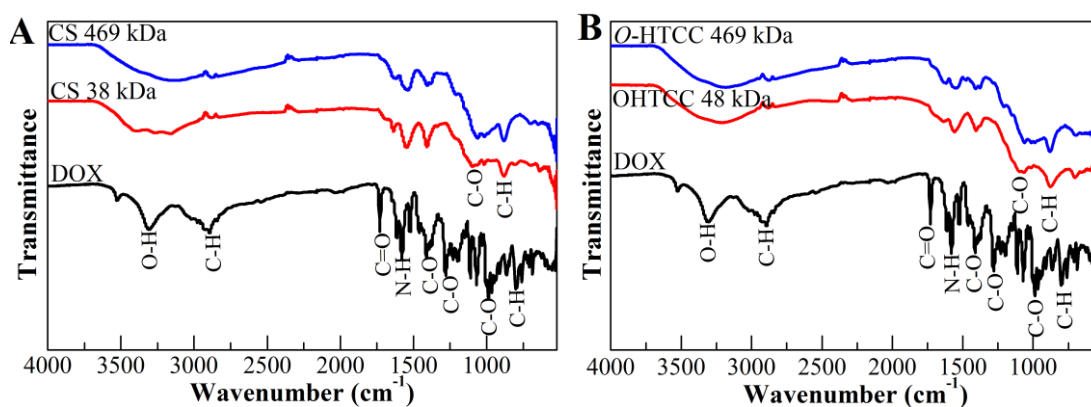 A
CS 469 kDa
CS 38 kDa
DOX
O-H
C-H
C=O
N-H
C-O
C-O
C-O
C-O
C-H
C-H
Transmittance
4000 3500 3000 2500 2000 1500 1000
Wavenumber (cm-1)
B
O-HTCC 469 kDa
OHTCC 48 kDa
DOX
O-H
C-H
C=O
N-H
C-O
C-O
C-O
C-O
C-H
C-H
Transmittance
4000 3500 3000 2500 2000 1500 1000
Wavenumber (cm-1)